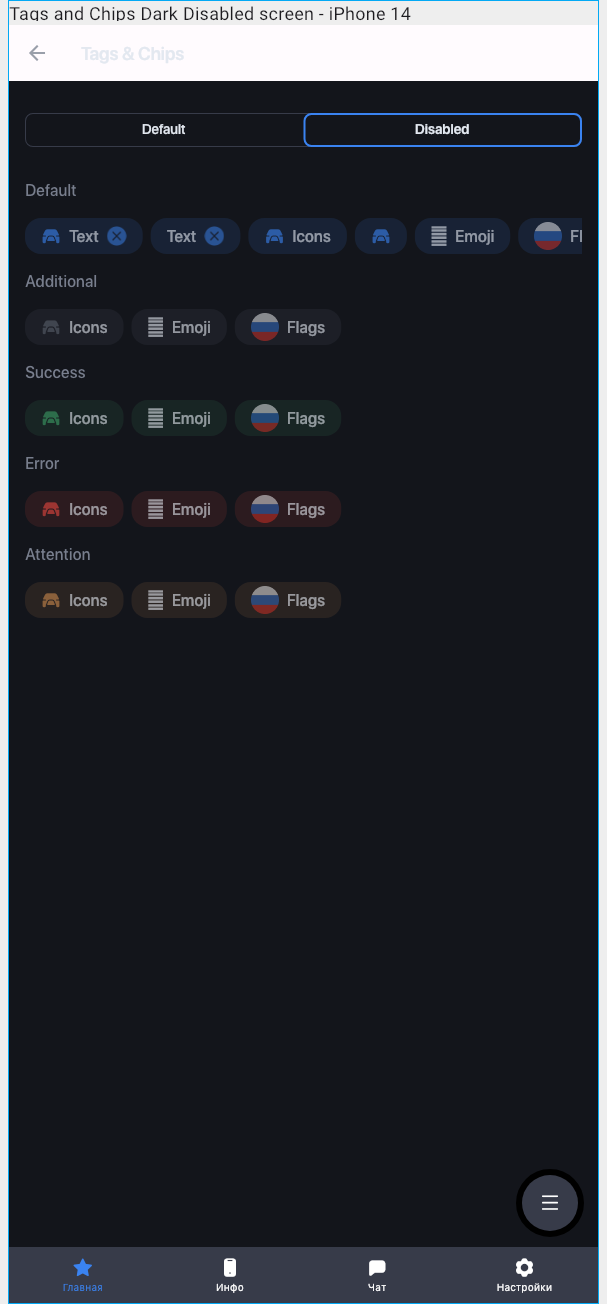 Tags and Chips Dark Disabled screen - iPhone 14
Tags & Chips
Default Disabled
Default
Text Text Icons Emoji Fl
Additional
Icons Emoji Flags
Success
Icons Emoji Flags
Error
Icons Emoji Flags
Attention
Icons Emoji Flags
Главная Инфо Чат Настройки